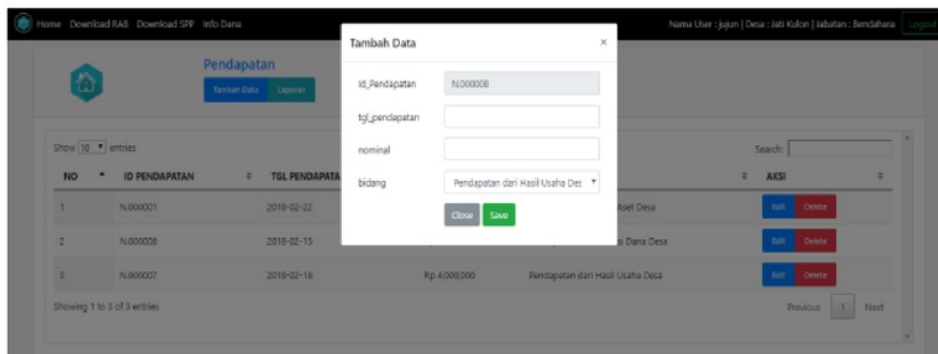 Home Download RAB Download SPP Info Dana Nama User : jujun | Desa : Jati Kulon | Jabatan : Bendahara Logout
Pendapatan
Tambah Data Laporan
Tambah Data ×
Id_Pendapatan N.000008
tgl_pendapatan
nominal
bidang Pendapatan dari Hasil Usaha Des
Close Save
Show 10 entries Search:
NO ID PENDAPATAN TGL PENDAPATA AKSI
1 N.000001 2018-02-22 Aset Desa Edit Delete
2 N.000006 2018-02-15 si Dana Desa Edit Delete
3 N.000007 2018-02-18 Rp 4,000,000 Pendapatan dari Hasil Usaha Desa Edit Delete
Showing 1 to 3 of 3 entries Previous 1 Next